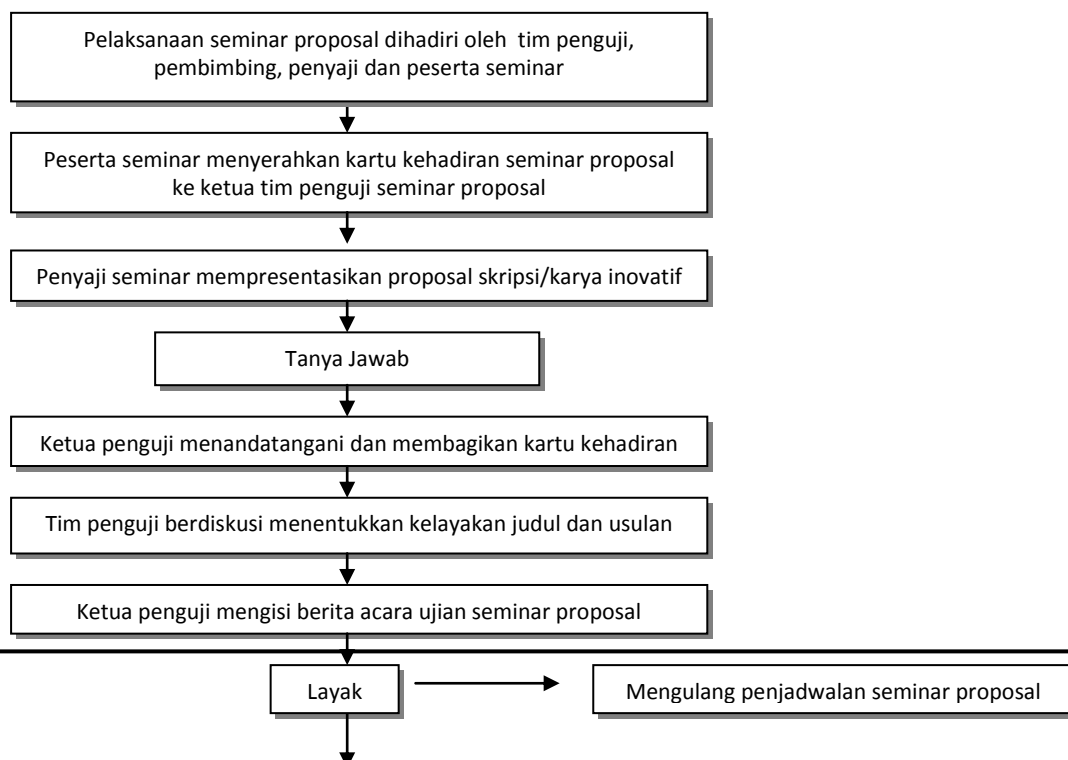 Pelaksanaan seminar proposal dihadiri oleh tim penguji,
pembimbing, penyaji dan peserta seminar
Peserta seminar menyerahkan kartu kehadiran seminar proposal
ke ketua tim penguji seminar proposal
Penyaji seminar mempresentasikan proposal skripsi/karya inovatif
Tanya Jawab
Ketua penguji menandatangani dan membagikan kartu kehadiran
Tim penguji berdiskusi menentukkan kelayakan judul dan usulan
Ketua penguji mengisi berita acara ujian seminar proposal
Layak
Mengulang penjadwalan seminar proposal